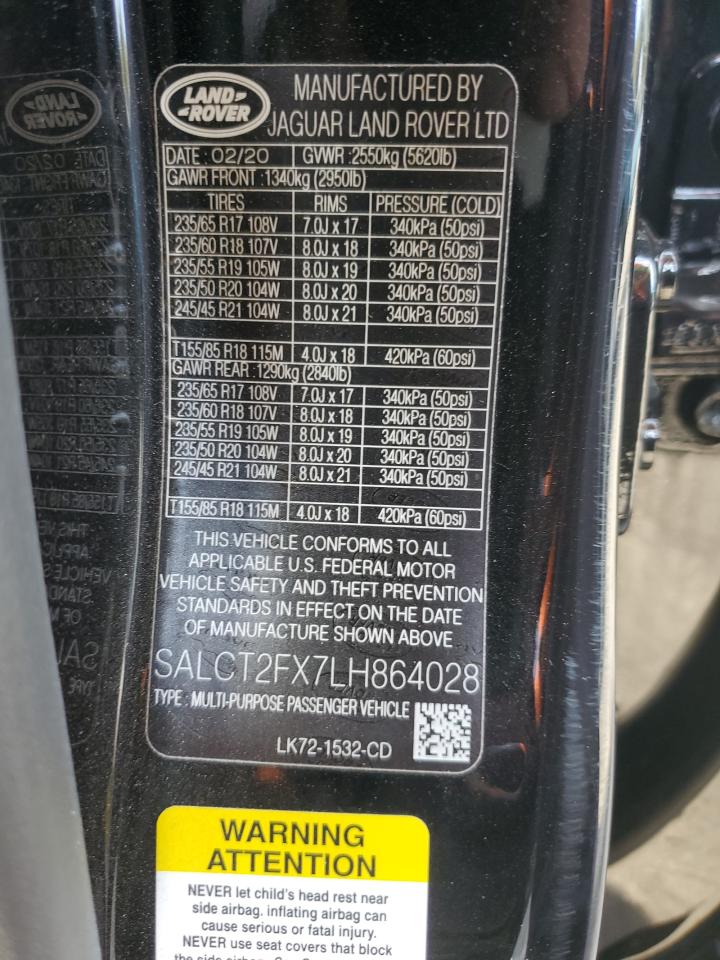 LAND ROVER
MANUFACTURED BY
JAGUAR LAND ROVER LTD
DATE : 02/20 GVWR : 2550kg (5620lb)
GAWR FRONT : 1340kg (2950lb)
TIRES RIMS PRESSURE (COLD)
235/65 R17 108V 7.0J x 17 340kPa (50psi)
235/60 R18 107V 8.0J x 18 340kPa (50psi)
235/55 R19 105W 8.0J x 19 340kPa (50psi)
235/50 R20 104W 8.0J x 20 340kPa (50psi)
245/45 R21 104W 8.0J x 21 340kPa (50psi)
T155/85 R18 115M 4.0J x 18 420kPa (60psi)
GAWR REAR : 1290kg (2840lb)
235/65 R17 108V 7.0J x 17 340kPa (50psi)
235/60 R18 107V 8.0J x 18 340kPa (50psi)
235/55 R19 105W 8.0J x 19 340kPa (50psi)
235/50 R20 104W 8.0J x 20 340kPa (50psi)
245/45 R21 104W 8.0J x 21 340kPa (50psi)
T155/85 R18 115M 4.0J x 18 420kPa (60psi)
THIS VEHICLE CONFORMS TO ALL
APPLICABLE U.S. FEDERAL MOTOR
VEHICLE SAFETY AND THEFT PREVENTION
STANDARDS IN EFFECT ON THE DATE
OF MANUFACTURE SHOWN ABOVE
SALCT2FX7LH864028
TYPE : MULTI-PURPOSE PASSENGER VEHICLE
LK72-1532-CD
WARNING
ATTENTION
NEVER let child's head rest near
side airbag, inflating airbag can
cause serious or fatal injury.
NEVER use seat covers that block